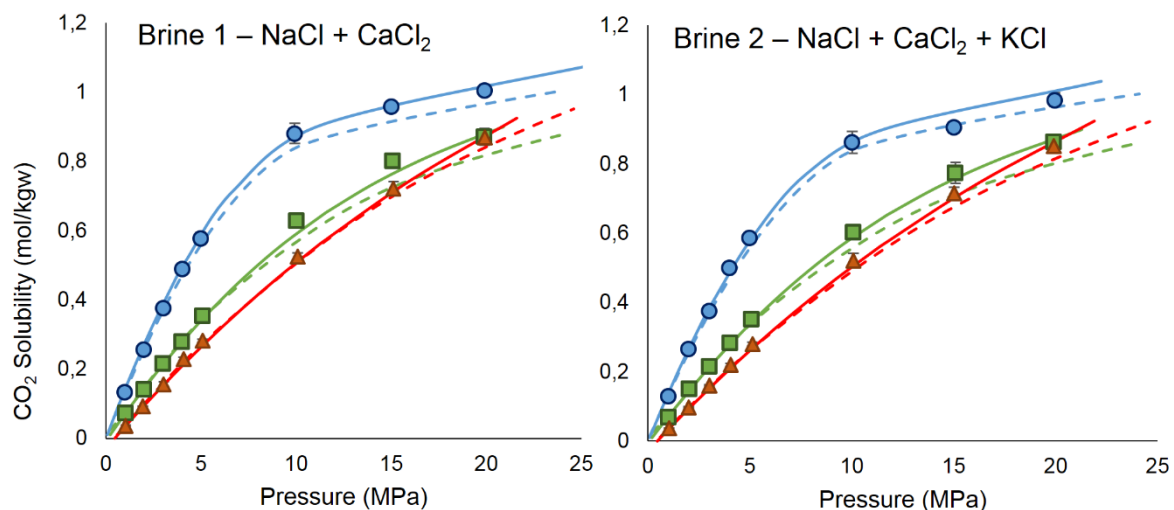 Brine 1 – NaCl + CaCl₂
CO₂ Solubility (mol/kgw)
1,2
1
0,8
0,6
0,4
0,2
0
0 5 10 15 20 25
Pressure (MPa)
Brine 2 – NaCl + CaCl₂ + KCl
1,2
1
0,8
0,6
0,4
0,2
0
0 5 10 15 20 25
Pressure (MPa)